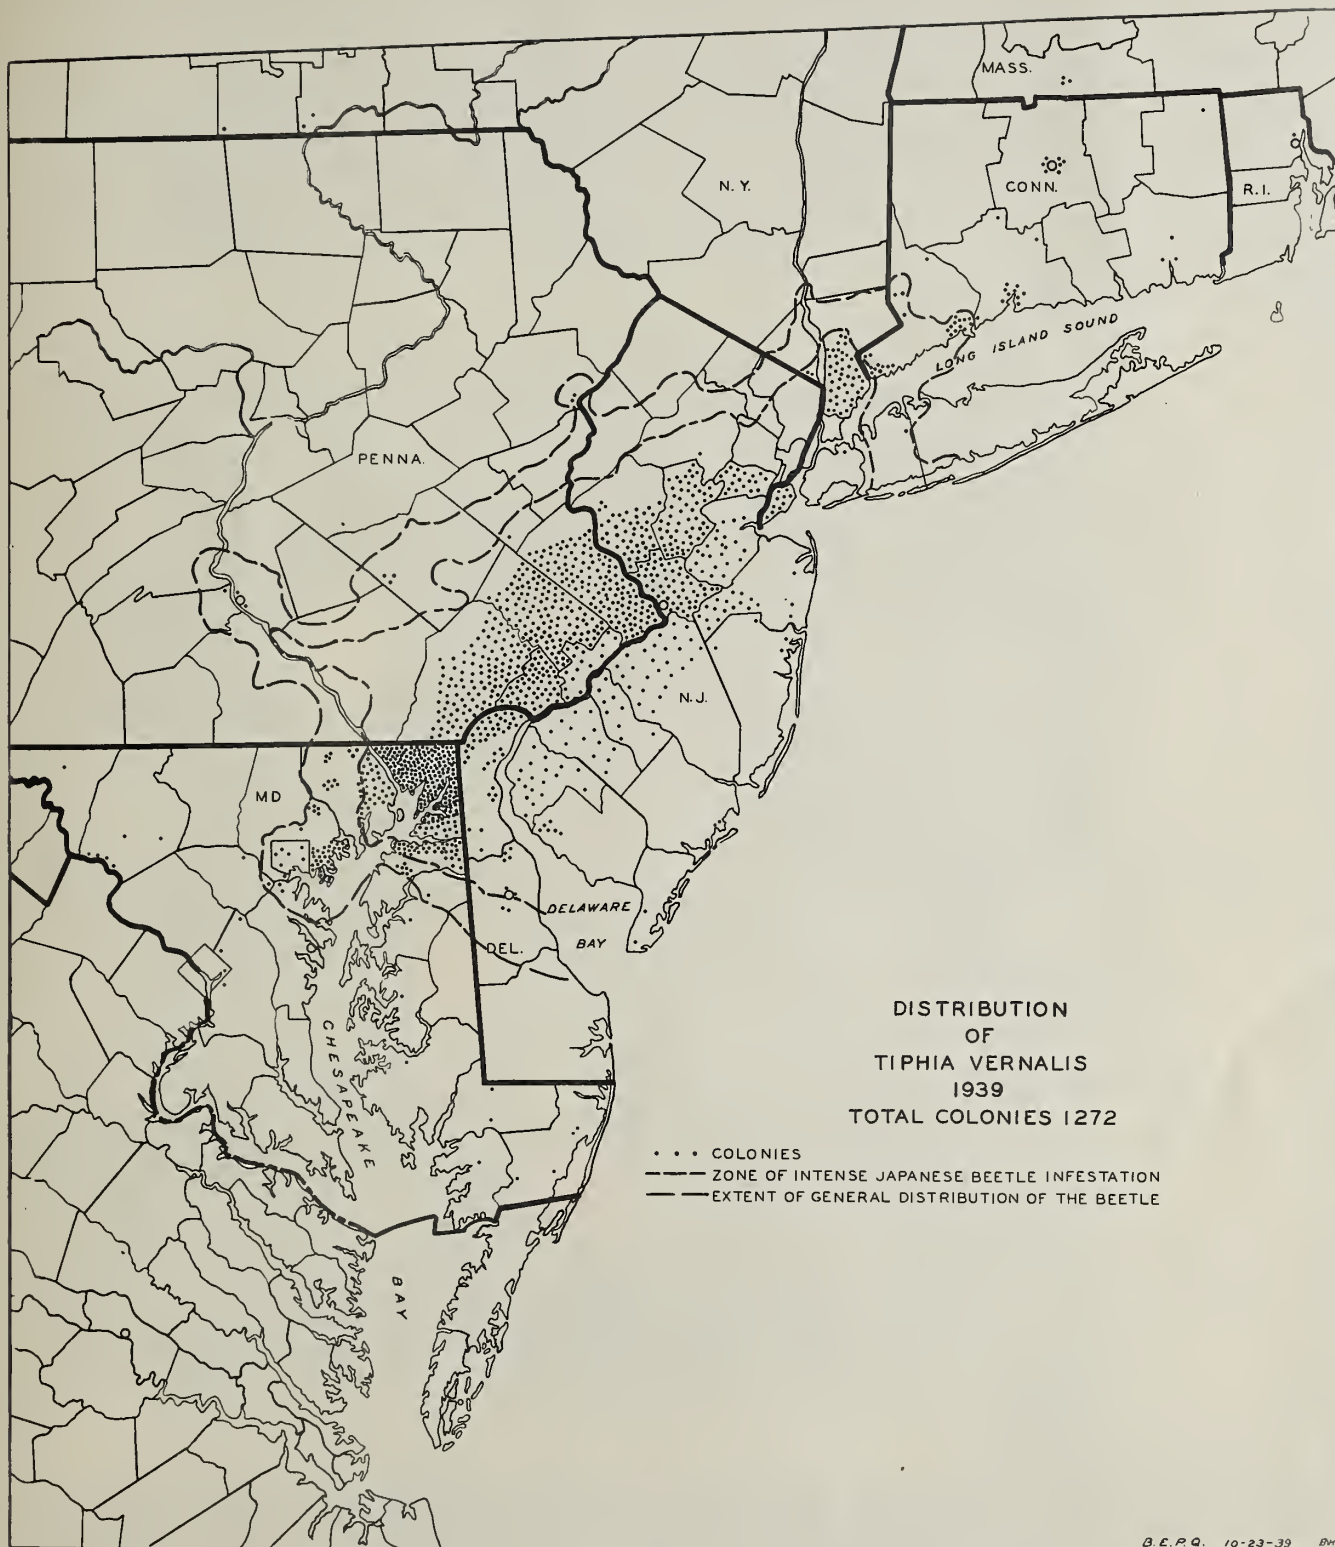 MASS.
N.Y.
CONN.
R.I.
LONG ISLAND SOUND
PENNA.
N.J.
MD
DELAWARE
BAY
DEL.
CHESAPEAKE
BAY
DISTRIBUTION
OF
TIPHIA VERNALIS
1939
TOTAL COLONIES 1272
COLONIES
ZONE OF INTENSE JAPANESE BEETLE INFESTATION
EXTENT OF GENERAL DISTRIBUTION OF THE BEETLE
B.E.P.Q. 10-23-39